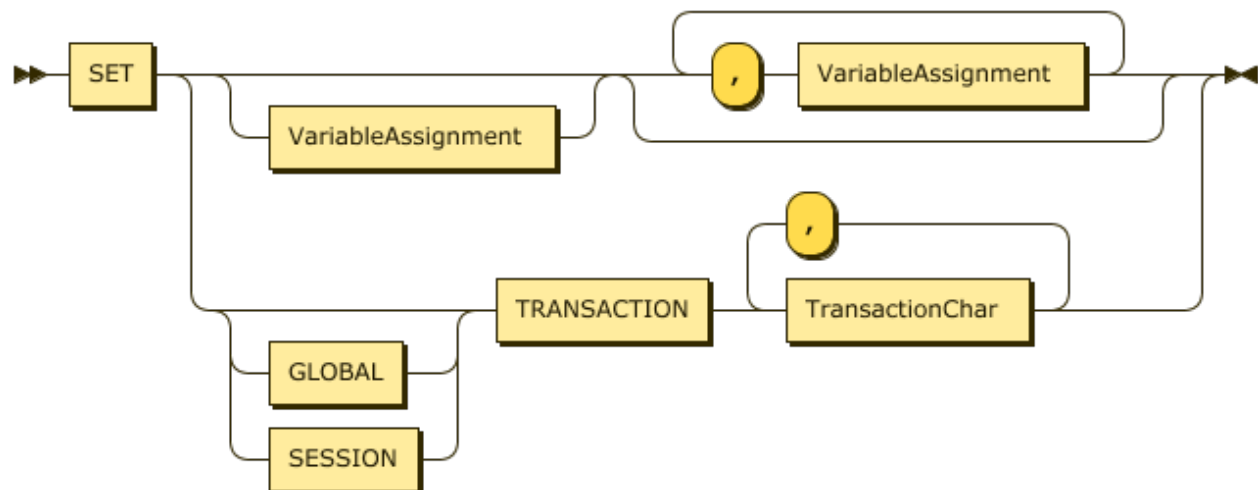 SET
, VariableAssignment
VariableAssignment
,
TRANSACTION TransactionChar
GLOBAL
SESSION